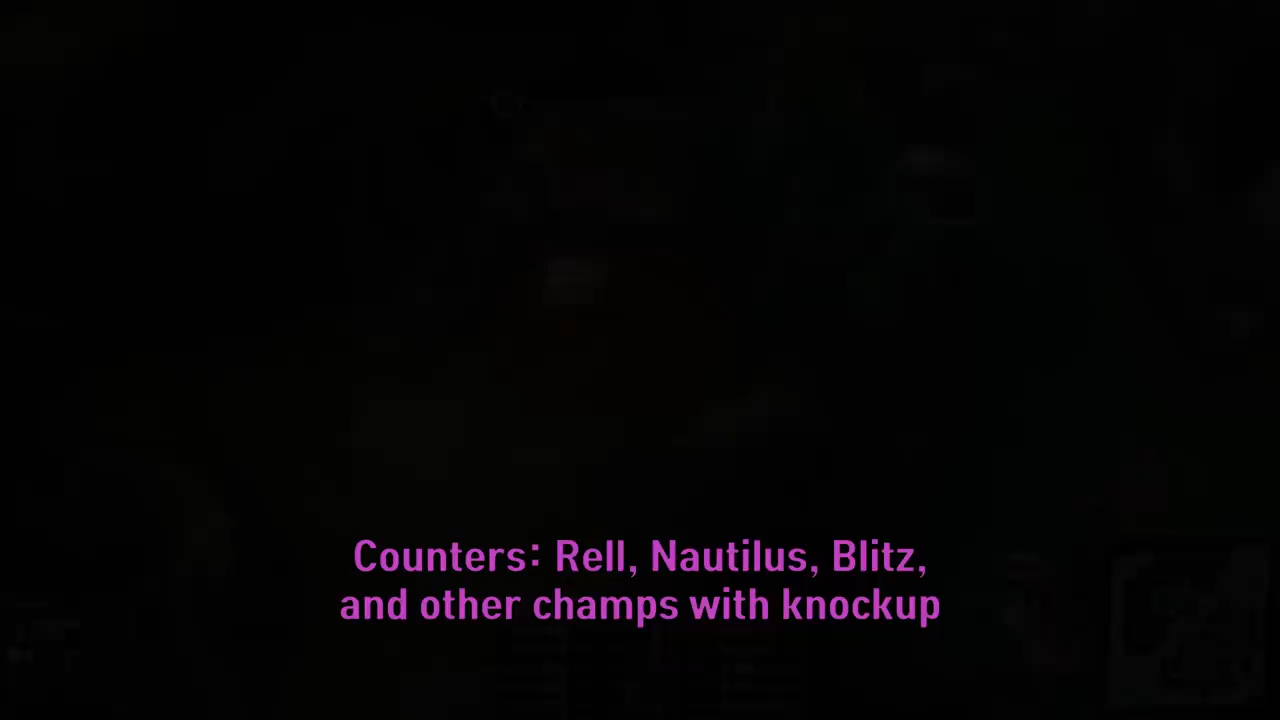 Counters: Rell, Nautilus, Blitz,
and other champs with knockup